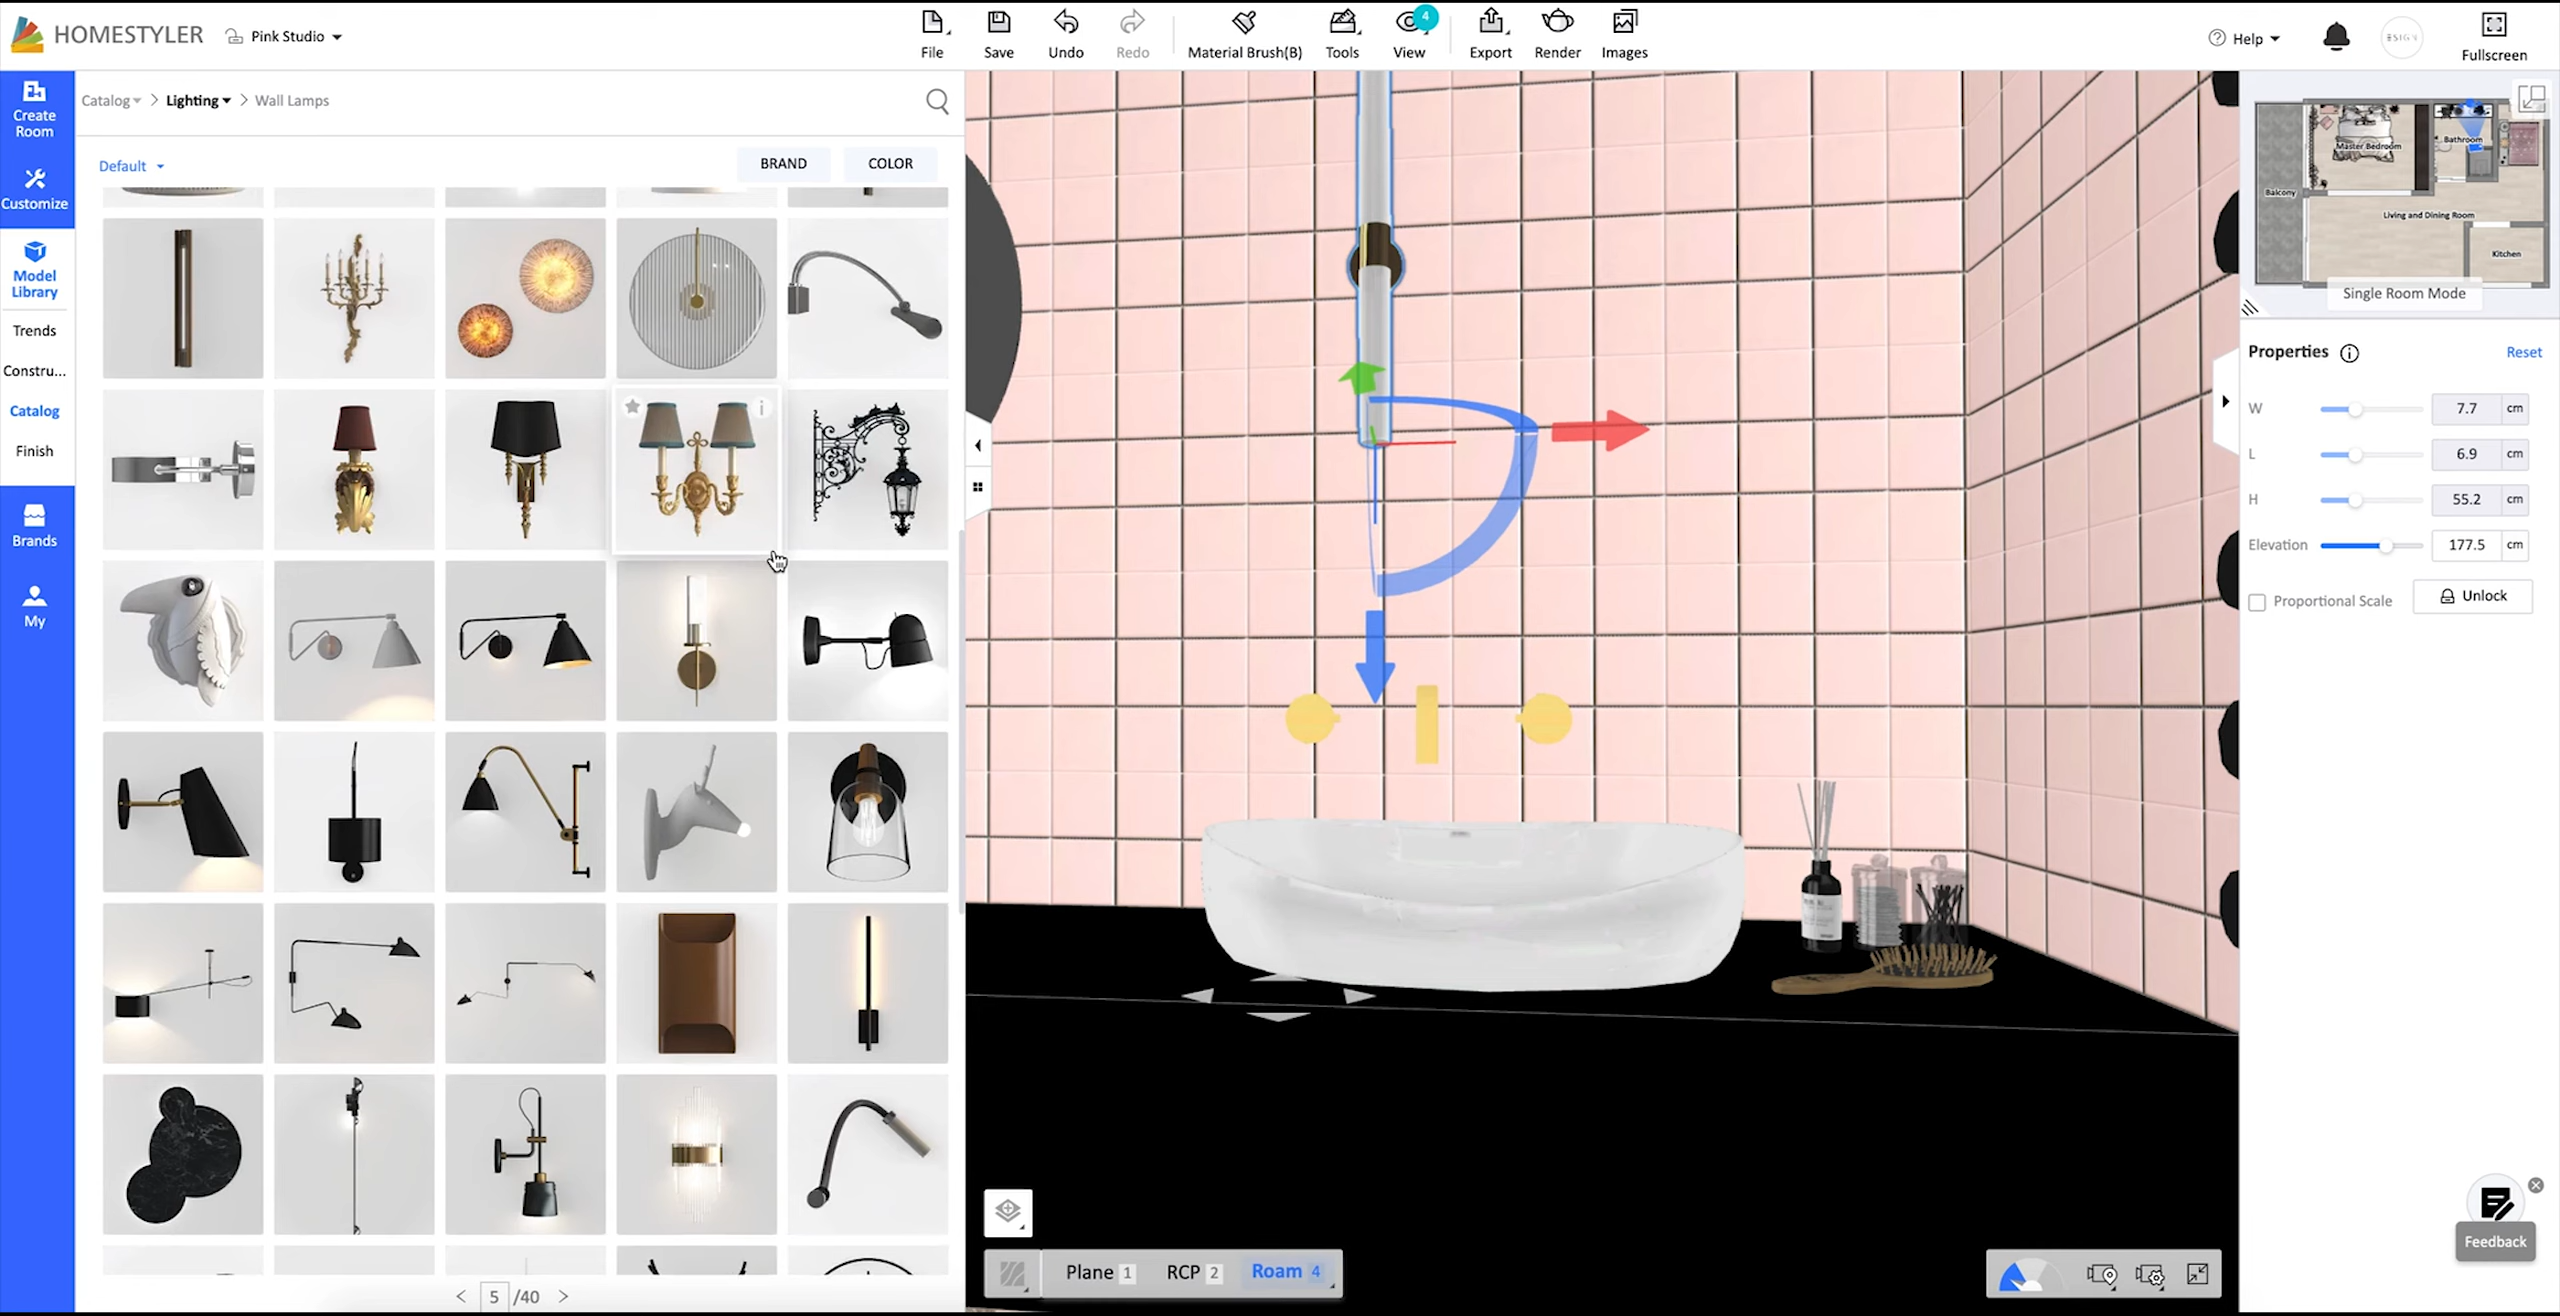 HOMESTYLER
Pink Studio
File
Save
Undo
Redo
Material Brush(B)
Tools
4
View
Export
Render
Images
Help
ESIGN
Fullscreen
Create
Room
Customize
Model
Library
Trends
Constru...
Catalog
Finish
Brands
My
Catalog > Lighting > Wall Lamps
Default
BRAND
COLOR
i
< 5 /40 >
Plane 1
RCP 2
Roam 4
Master Bedroom
Bathroom
Balcony
Living and Dining Room
Kitchen
Single Room Mode
Properties i
Reset
W 7.7 cm
L 6.9 cm
H 55.2 cm
Elevation 177.5 cm
Proportional Scale
Unlock
Feedback